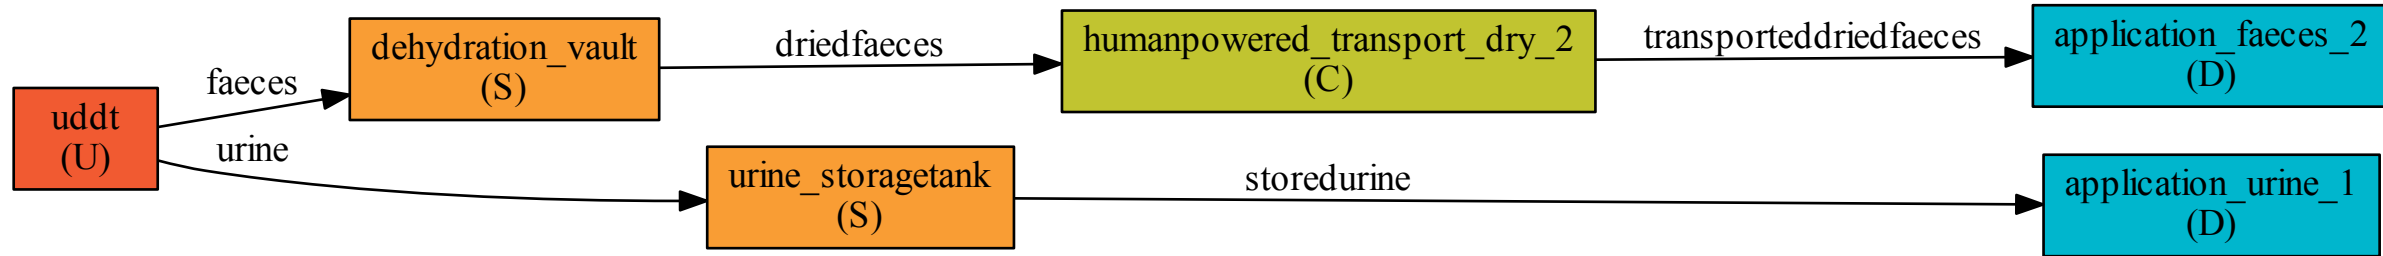 uddt
(U)
faeces
urine
dehydration_vault
(S)
driedfaeces
humanpowered_transport_dry_2
(C)
transporteddriedfaeces
application_faeces_2
(D)
urine_storagetank
(S)
storedurine
application_urine_1
(D)